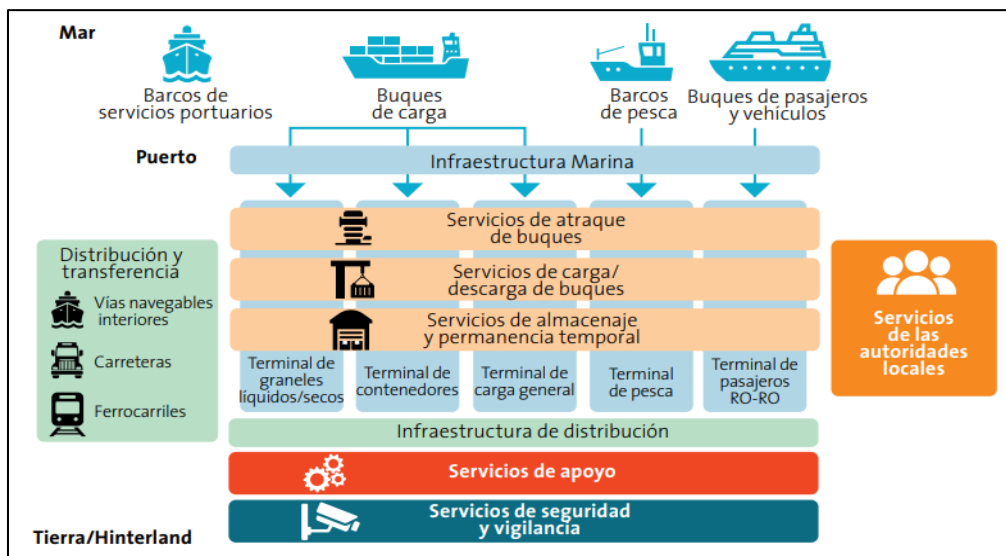 Mar
Barcos de
servicios portuarios
Buques
de carga
Barcos
de pesca
Buques de pasajeros
y vehículos
Puerto
Infraestructura Marina
Servicios de atraque
de buques
Servicios de carga/
descarga de buques
Servicios de almacenaje
y permanencia temporal
Terminal de
graneles
líquidos/secos
Terminal de
contenedores
Terminal de
carga general
Terminal
de pesca
Terminal de
pasajeros
RO-RO
Distribución y
transferencia
Vías navegables
interiores
Carreteras
Ferrocarriles
Servicios
de las
autoridades
locales
Infraestructura de distribución
Servicios de apoyo
Servicios de seguridad
y vigilancia
Tierra/Hinterland